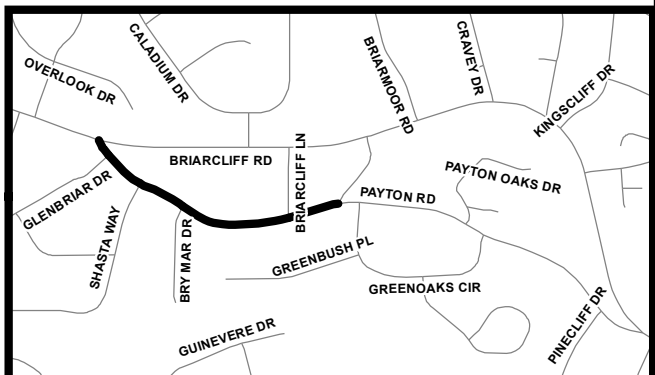 OVERLOOK DR
CALADIUM DR
BRIARMOOR RD
CRAVEY DR
KINGSCLIFF DR
BRIARCLIFF RD
BRIARCLIFF LN
PAYTON OAKS DR
PAYTON RD
GLENBRIAR DR
SHASTA WAY
BRY MAR DR
GREENBUSH PL
GREENOAKS CIR
GUINEVERE DR
PINECLIFF DR